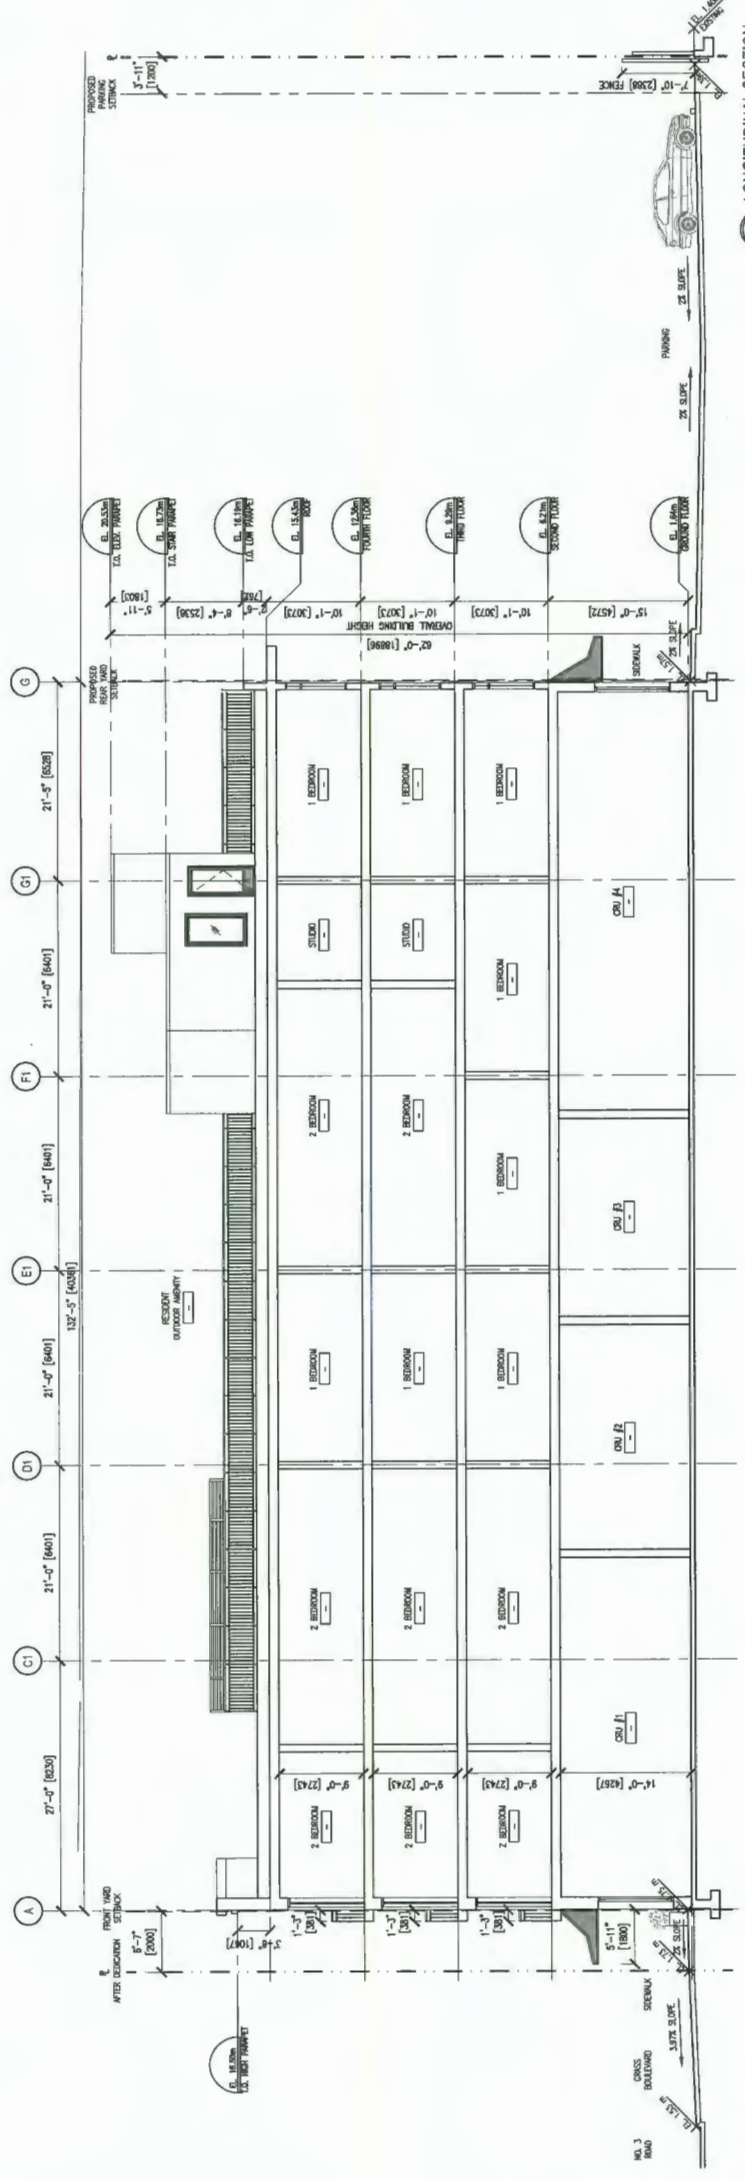 A
C1
D1
E1
F1
G1
G
27'-0" [8230]
21'-0" [6401]
21'-0" [6401]
21'-0" [6401]
21'-0" [6401]
21'-5" [6528]
132'-5" [40361]
℄
AFTER DEDICATION
FRONT YARD
SETBACK
6'-7"
[2000]
3'-6" [1067]
T.O. HIGH PARAPET
RESIDENT
OUTDOOR AMENITY
PROPOSED
REAR YARD
SETBACK
PROPOSED
PARKING
SETBACK
3'-11"
[1200]
EL. 20.53m
T.O. ELEV. PARAPET
EL. 18.73m
T.O. STAIR PARAPET
EL. 16.19m
T.O. LOW PARAPET
EL. 15.43m
ROOF
EL. 12.36m
FOURTH FLOOR
EL. 9.29m
THIRD FLOOR
EL. 6.21m
SECOND FLOOR
EL. 1.64m
GROUND FLOOR
5'-11"
[1803]
8'-4" [2538]
2'-6"
[762]
10'-1" [3073]
10'-1" [3073]
10'-1" [3073]
15'-0" [4572]
62'-0" [18896]
OVERALL BUILDING HEIGHT
2 BEDROOM
2 BEDROOM
1 BEDROOM
2 BEDROOM
STUDIO
1 BEDROOM
2 BEDROOM
2 BEDROOM
1 BEDROOM
2 BEDROOM
STUDIO
1 BEDROOM
2 BEDROOM
2 BEDROOM
1 BEDROOM
1 BEDROOM
1 BEDROOM
1 BEDROOM
9'-0" [2743]
9'-0" [2743]
9'-0" [2743]
14'-0" [4267]
1'-3"
[381]
1'-3"
[381]
1'-3"
[381]
5'-11"
[1800]
CRU #1
CRU #2
CRU #3
CRU #4
NO. 3
ROAD
GRASS
BOULEVARD
SIDEWALK
3.97% SLOPE
EL. 1.53 m
EL. 1.73 m
SIDEWALK
2% SLOPE
1.57m
2% SLOPE
PARKING
2% SLOPE
7'-10" [2388] FENCE
EXISTING
LONGITUDINAL SECTION